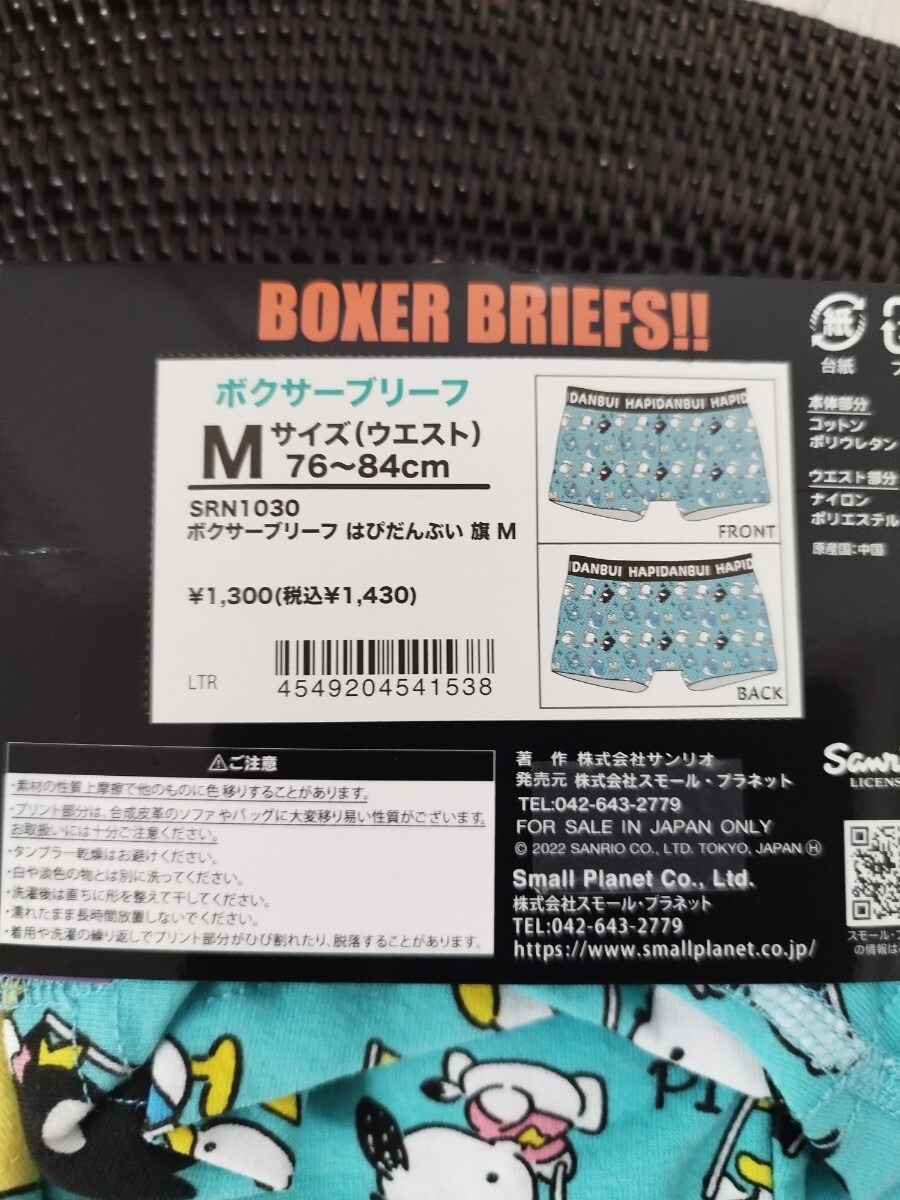 BOXER BRIEFS!!
ボクサーブリーフ
M サイズ(ウエスト)
76～84cm
SRN1030
ボクサーブリーフ はぴだんぶい 旗 M
¥1,300(税込¥1,430)
LTR
4549204541538
DANBUI HAPIDANBUI HAPID
FRONT
DANBUI HAPIDANBUI HAPID
BACK
紙
台紙
プ
本体部分
コットン
ポリウレタン
ウエスト部分
ナイロン
ポリエステル
原産国:中国
⚠ご注意
・素材の性質上摩擦で他のものに色移りすることがあります。
・プリント部分は、合成皮革のソファやバッグに大変移り易い性質がございます。
お取扱いには十分ご注意ください。
・タンブラー乾燥はお避けください。
・白や淡色の物とは別に洗ってください。
・洗濯後は直ちに形を整えて干してください。
・濡れたまま長時間放置しないでください。
・着用や洗濯の繰り返しでプリント部分がひび割れたり、脱落することがあります。
著 作 株式会社サンリオ
発売元 株式会社スモール・プラネット
TEL:042-643-2779
FOR SALE IN JAPAN ONLY
© 2022 SANRIO CO., LTD. TOKYO, JAPAN Ⓗ
Small Planet Co., Ltd.
株式会社スモール・プラネット
TEL:042-643-2779
https://www.smallplanet.co.jp/
Sanri
LICENS
スモール・プ
の情報は
PI